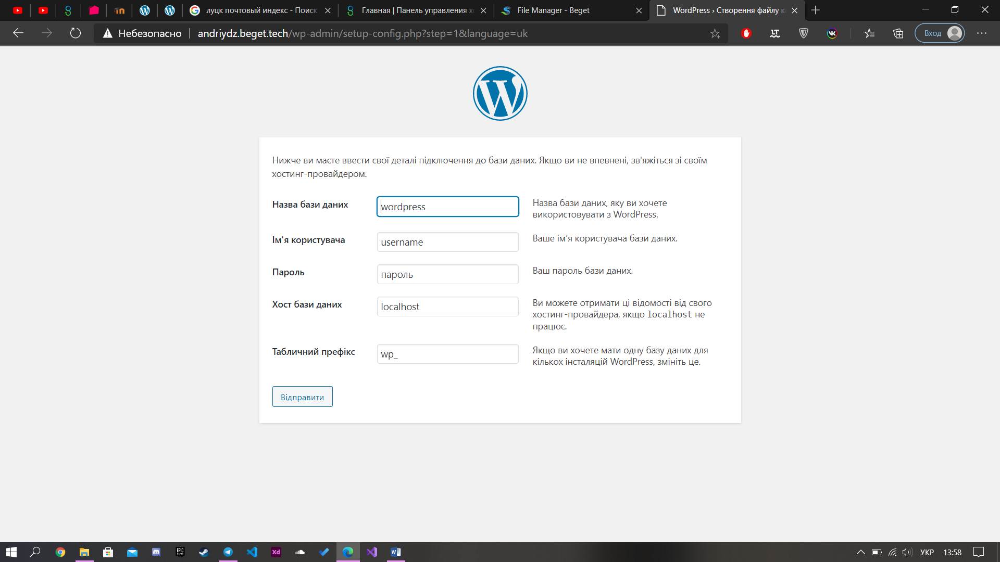 луцк почтовый индекс - Поиск
Главная | Панель управления хо
File Manager - Beget
WordPress › Створення файлу к
Небезопасно
andriydz.beget.tech/wp-admin/setup-config.php?step=1&language=uk
Вход
Нижче ви маєте ввести свої деталі підключення до бази даних. Якщо ви не впевнені, зв'яжіться зі своїм
хостинг-провайдером.
Назва бази даних
wordpress
Назва бази даних, яку ви хочете
використовувати з WordPress.
Ім'я користувача
username
Ваше ім’я користувача бази даних.
Пароль
пароль
Ваш пароль бази даних.
Хост бази даних
localhost
Ви можете отримати ці відомості від свого
хостинг-провайдера, якщо localhost не
працює.
Табличний префікс
wp_
Якщо ви хочете мати одну базу даних для
кількох інсталяцій WordPress, змініть це.
Відправити
EPIC
GAMES
Xd
УКР
13:58